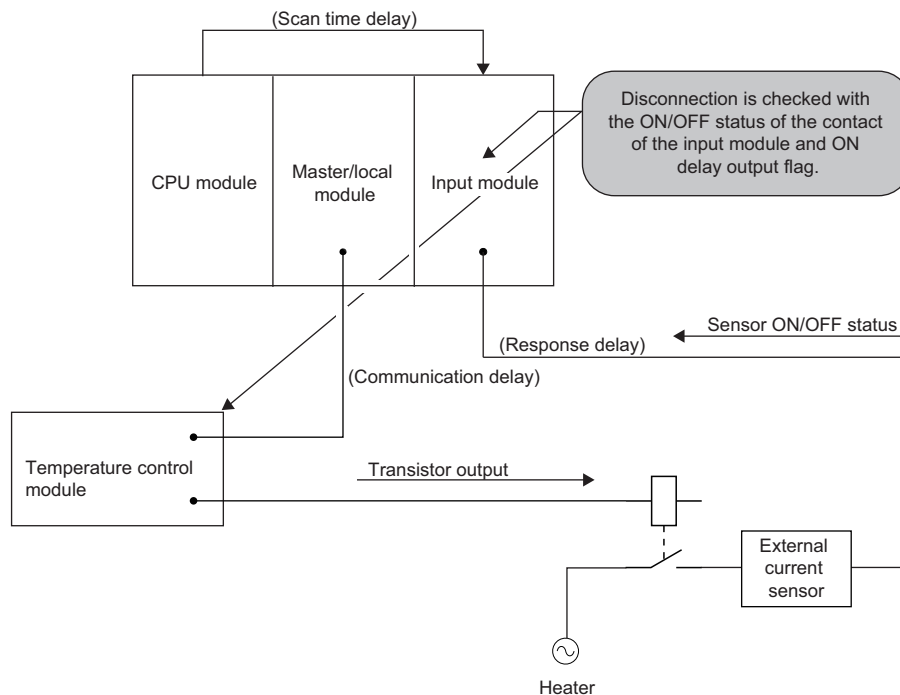 (Scan time delay)
Disconnection is checked with
the ON/OFF status of the contact
of the input module and ON
delay output flag.
CPU module
Master/local
module
Input module
Sensor ON/OFF status
(Response delay)
(Communication delay)
Temperature control
module
Transistor output
External
current
sensor
Heater